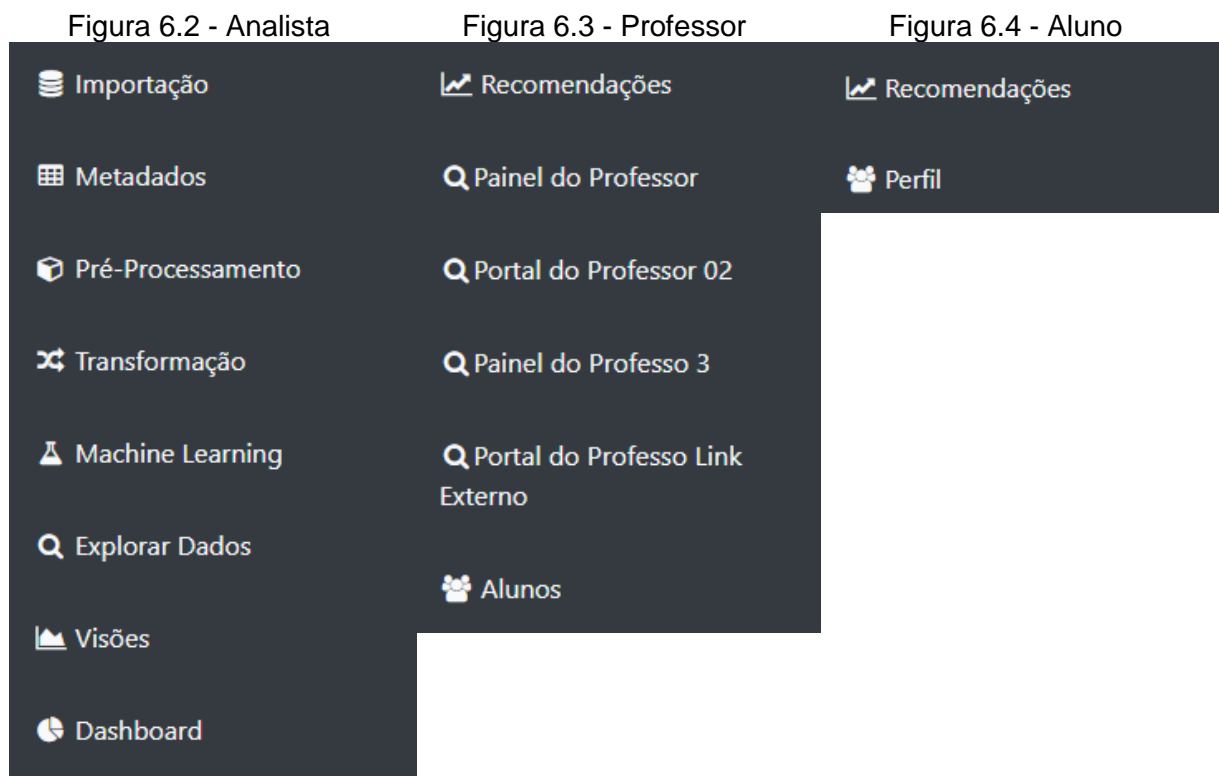 Figura 6.2 - Analista
Importação
Metadados
Pré-Processamento
Transformação
Machine Learning
Explorar Dados
Visões
Dashboard
Figura 6.3 - Professor
Recomendações
Painel do Professor
Portal do Professor 02
Painel do Professo 3
Portal do Professo Link
Externo
Alunos
Figura 6.4 - Aluno
Recomendações
Perfil